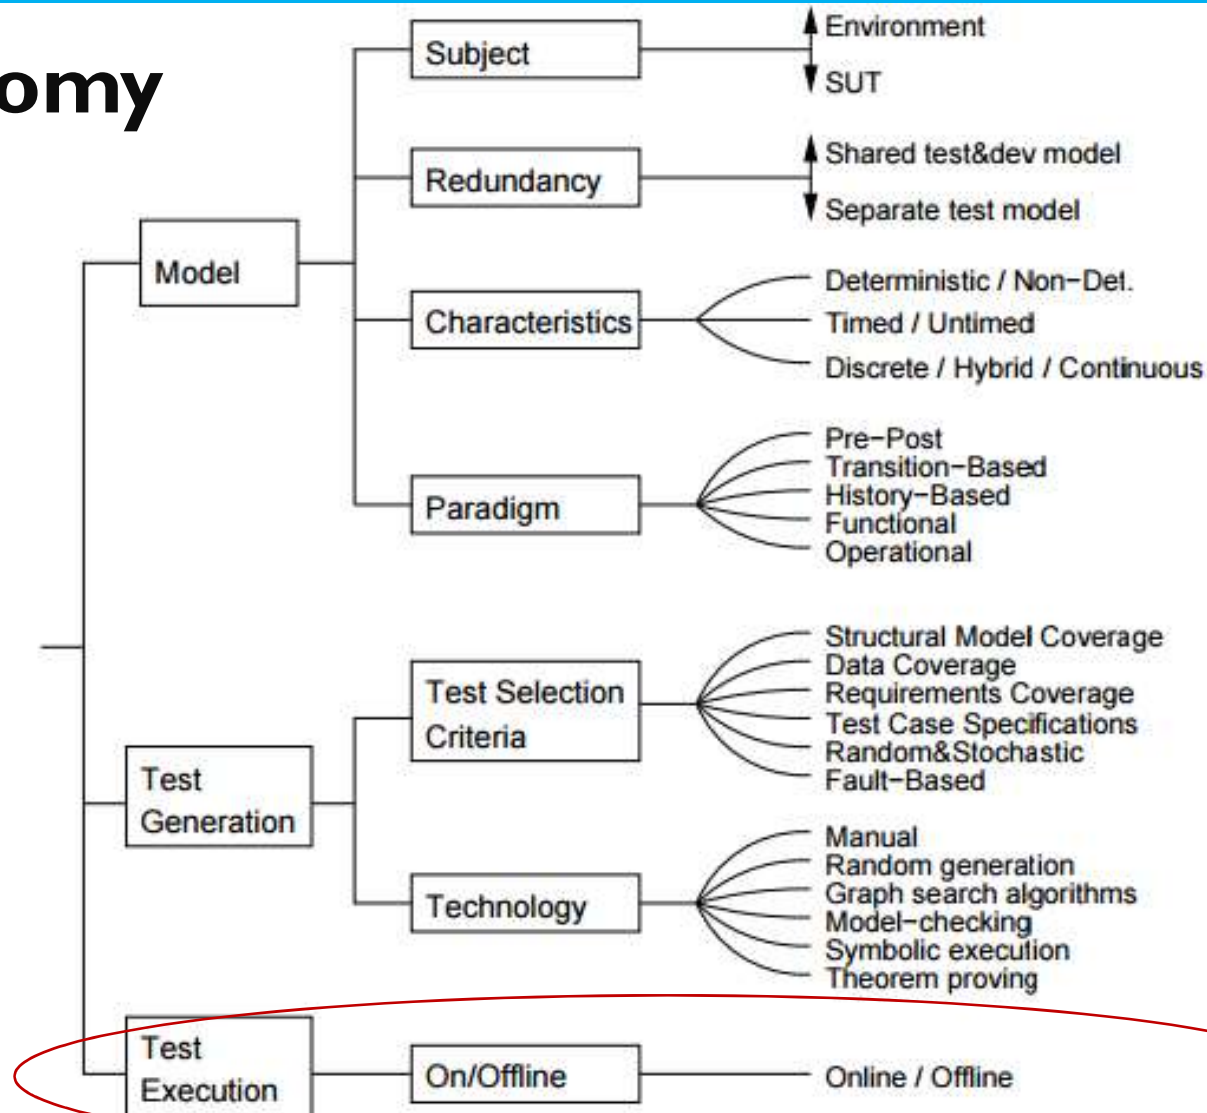 omy
Subject
Environment
SUT
Redundancy
Shared test&dev model
Separate test model
Model
Characteristics
Deterministic / Non-Det.
Timed / Untimed
Discrete / Hybrid / Continuous
Paradigm
Pre-Post
Transition-Based
History-Based
Functional
Operational
Test
Generation
Test Selection
Criteria
Structural Model Coverage
Data Coverage
Requirements Coverage
Test Case Specifications
Random&Stochastic
Fault-Based
Technology
Manual
Random generation
Graph search algorithms
Model-checking
Symbolic execution
Theorem proving
Test
Execution
On/Offline
Online / Offline